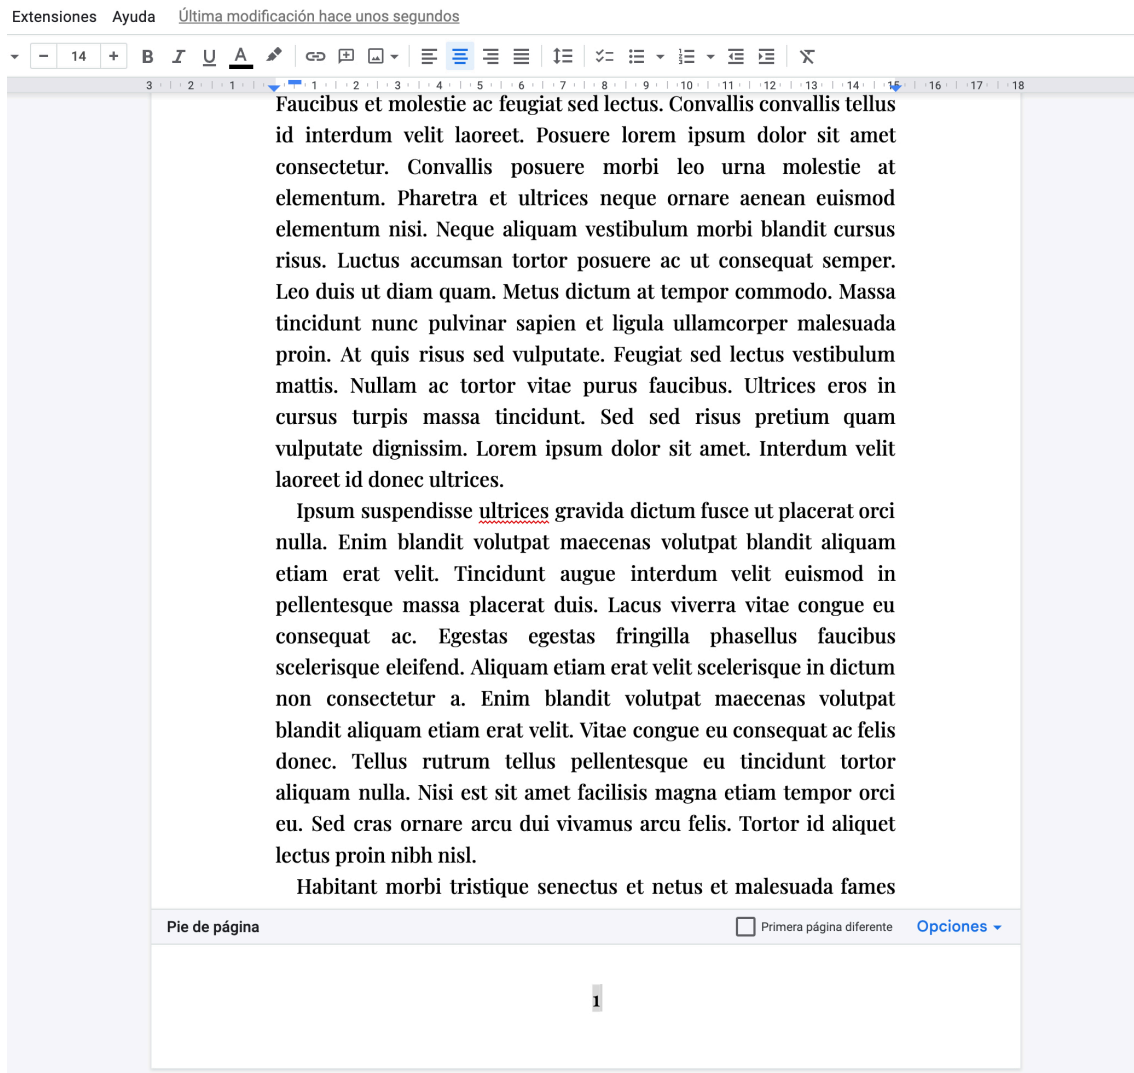 Extensiones Ayuda Última modificación hace unos segundos
− 14 + B I U A
3 2 1 1 2 3 4 5 6 7 8 9 10 11 12 13 14 15 16 17 18
Faucibus et molestie ac feugiat sed lectus. Convallis convallis tellus
id interdum velit laoreet. Posuere lorem ipsum dolor sit amet
consectetur. Convallis posuere morbi leo urna molestie at
elementum. Pharetra et ultrices neque ornare aenean euismod
elementum nisi. Neque aliquam vestibulum morbi blandit cursus
risus. Luctus accumsan tortor posuere ac ut consequat semper.
Leo duis ut diam quam. Metus dictum at tempor commodo. Massa
tincidunt nunc pulvinar sapien et ligula ullamcorper malesuada
proin. At quis risus sed vulputate. Feugiat sed lectus vestibulum
mattis. Nullam ac tortor vitae purus faucibus. Ultrices eros in
cursus turpis massa tincidunt. Sed sed risus pretium quam
vulputate dignissim. Lorem ipsum dolor sit amet. Interdum velit
laoreet id donec ultrices.
Ipsum suspendisse ultrices gravida dictum fusce ut placerat orci
nulla. Enim blandit volutpat maecenas volutpat blandit aliquam
etiam erat velit. Tincidunt augue interdum velit euismod in
pellentesque massa placerat duis. Lacus viverra vitae congue eu
consequat ac. Egestas egestas fringilla phasellus faucibus
scelerisque eleifend. Aliquam etiam erat velit scelerisque in dictum
non consectetur a. Enim blandit volutpat maecenas volutpat
blandit aliquam etiam erat velit. Vitae congue eu consequat ac felis
donec. Tellus rutrum tellus pellentesque eu tincidunt tortor
aliquam nulla. Nisi est sit amet facilisis magna etiam tempor orci
eu. Sed cras ornare arcu dui vivamus arcu felis. Tortor id aliquet
lectus proin nibh nisl.
Habitant morbi tristique senectus et netus et malesuada fames
Pie de página Primera página diferente Opciones
1